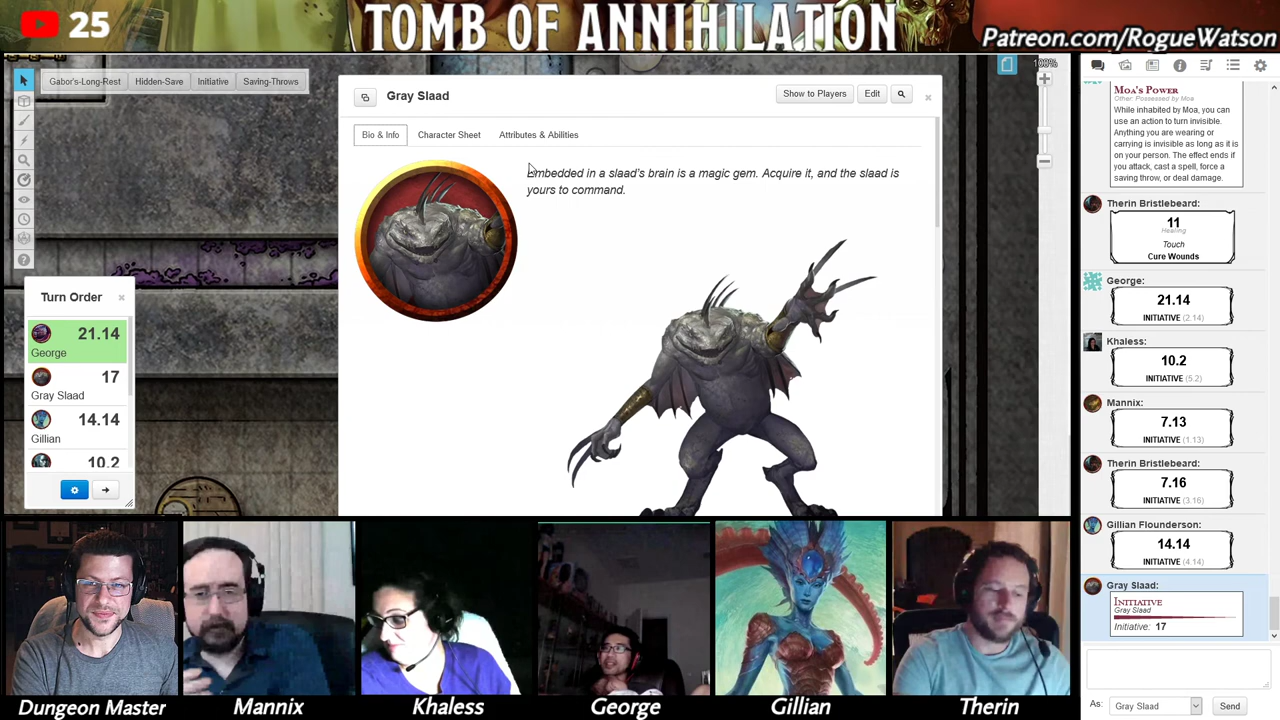 25
TOMB OF ANNIHILATION
Patreon.com/RogueWatson
Gabor's-Long-Rest
Hidden-Save
Initiative
Saving-Throws
100%
Gray Slaad
Show to Players
Edit
Bio & Info
Character Sheet
Attributes & Abilities
Embedded in a slaad's brain is a magic gem. Acquire it, and the slaad is
yours to command.
Turn Order
21.14
George
17
Gray Slaad
14.14
Gillian
10.2
Moa's Power
Other: Possessed by Moa
While inhabited by Moa, you can
use an action to turn invisible.
Anything you are wearing or
carrying is invisible as long as it is
on your person. The effect ends if
you attack, cast a spell, force a
saving throw, or deal damage.
Therin Bristlebeard:
11
Healing
Touch
Cure Wounds
George:
21.14
INITIATIVE (2.14)
Khaless:
10.2
INITIATIVE (5.2)
Mannix:
7.13
INITIATIVE (1.13)
Therin Bristlebeard:
7.16
INITIATIVE (3.16)
Gillian Flounderson:
14.14
INITIATIVE (4.14)
Gray Slaad:
Initiative
Gray Slaad
Initiative: 17
As:
Gray Slaad
Send
Dungeon Master
Mannix
Khaless
George
Gillian
Therin